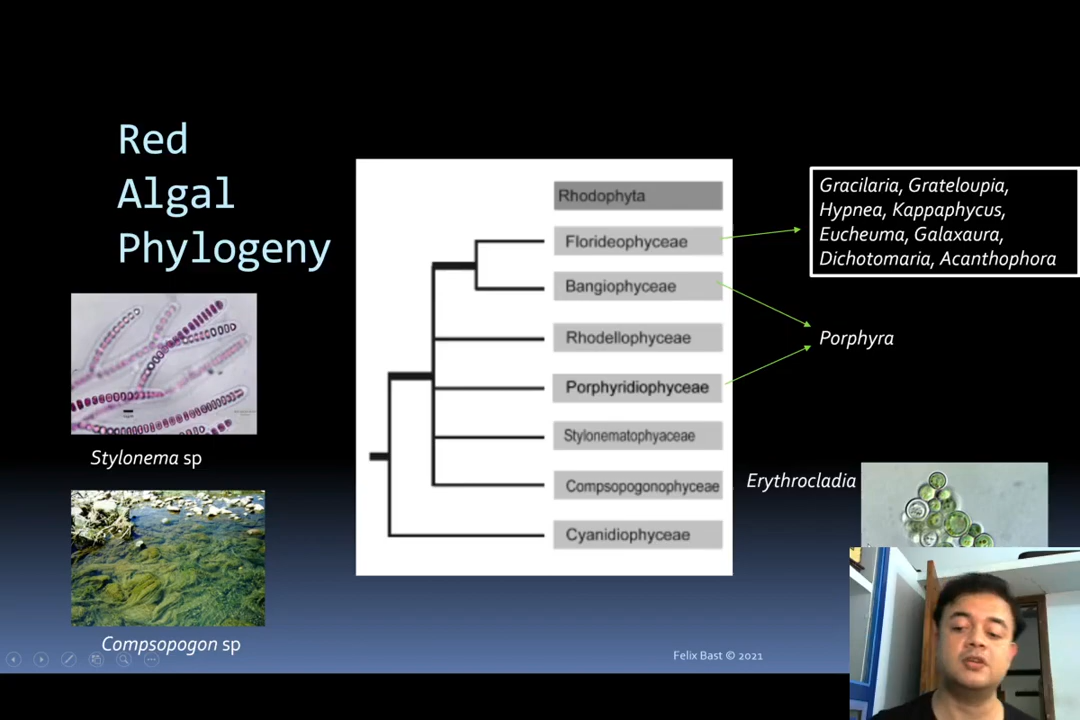 Red
Algal
Phylogeny
Stylonema sp
Compsopogon sp
Rhodophyta
Florideophyceae
Bangiophyceae
Rhodellophyceae
Porphyridiophyceae
Stylonematophyaceae
Compsopogonophyceae
Cyanidiophyceae
Gracilaria, Grateloupia,
Hypnea, Kappaphycus,
Eucheuma, Galaxaura,
Dichotomaria, Acanthophora
Porphyra
Erythrocladia
Felix Bast © 2021